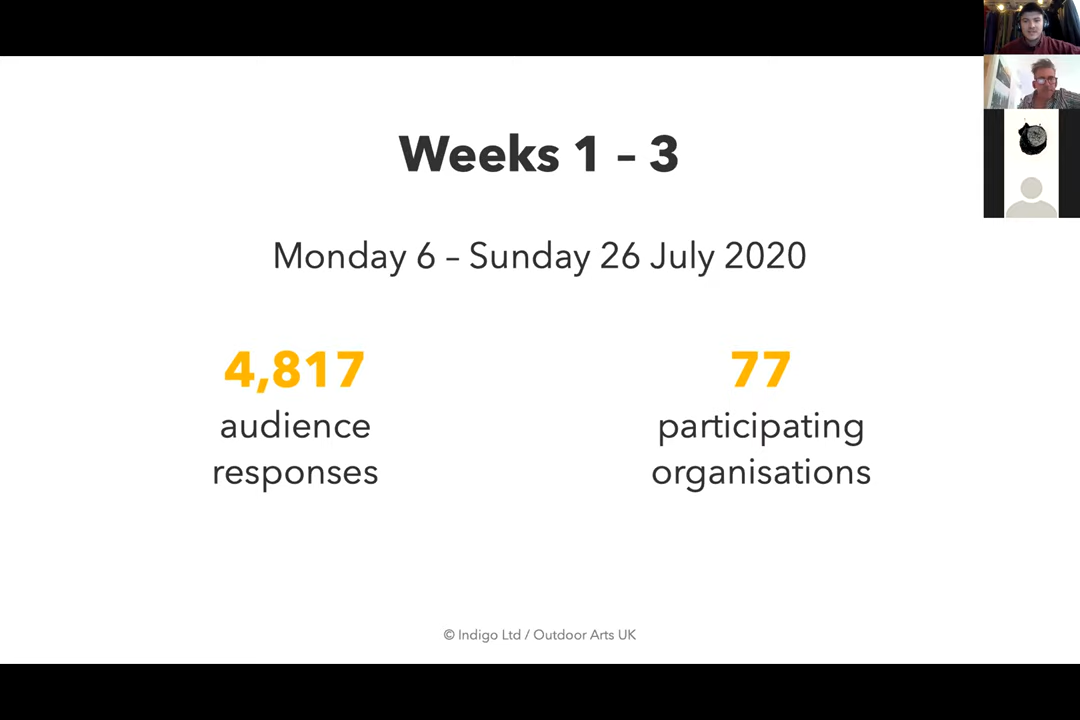 Weeks 1 – 3
Monday 6 – Sunday 26 July 2020
4,817
audience
responses
77
participating
organisations
© Indigo Ltd / Outdoor Arts UK